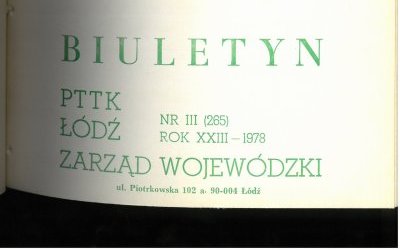 BIULETYN
PTTK
ŁÓDŹ
NR III (265)
ROK XXIII-1978
ZARZĄD WOJEWÓDZKI
ul. Piotrkowska 102 a. 90-004 Łódź